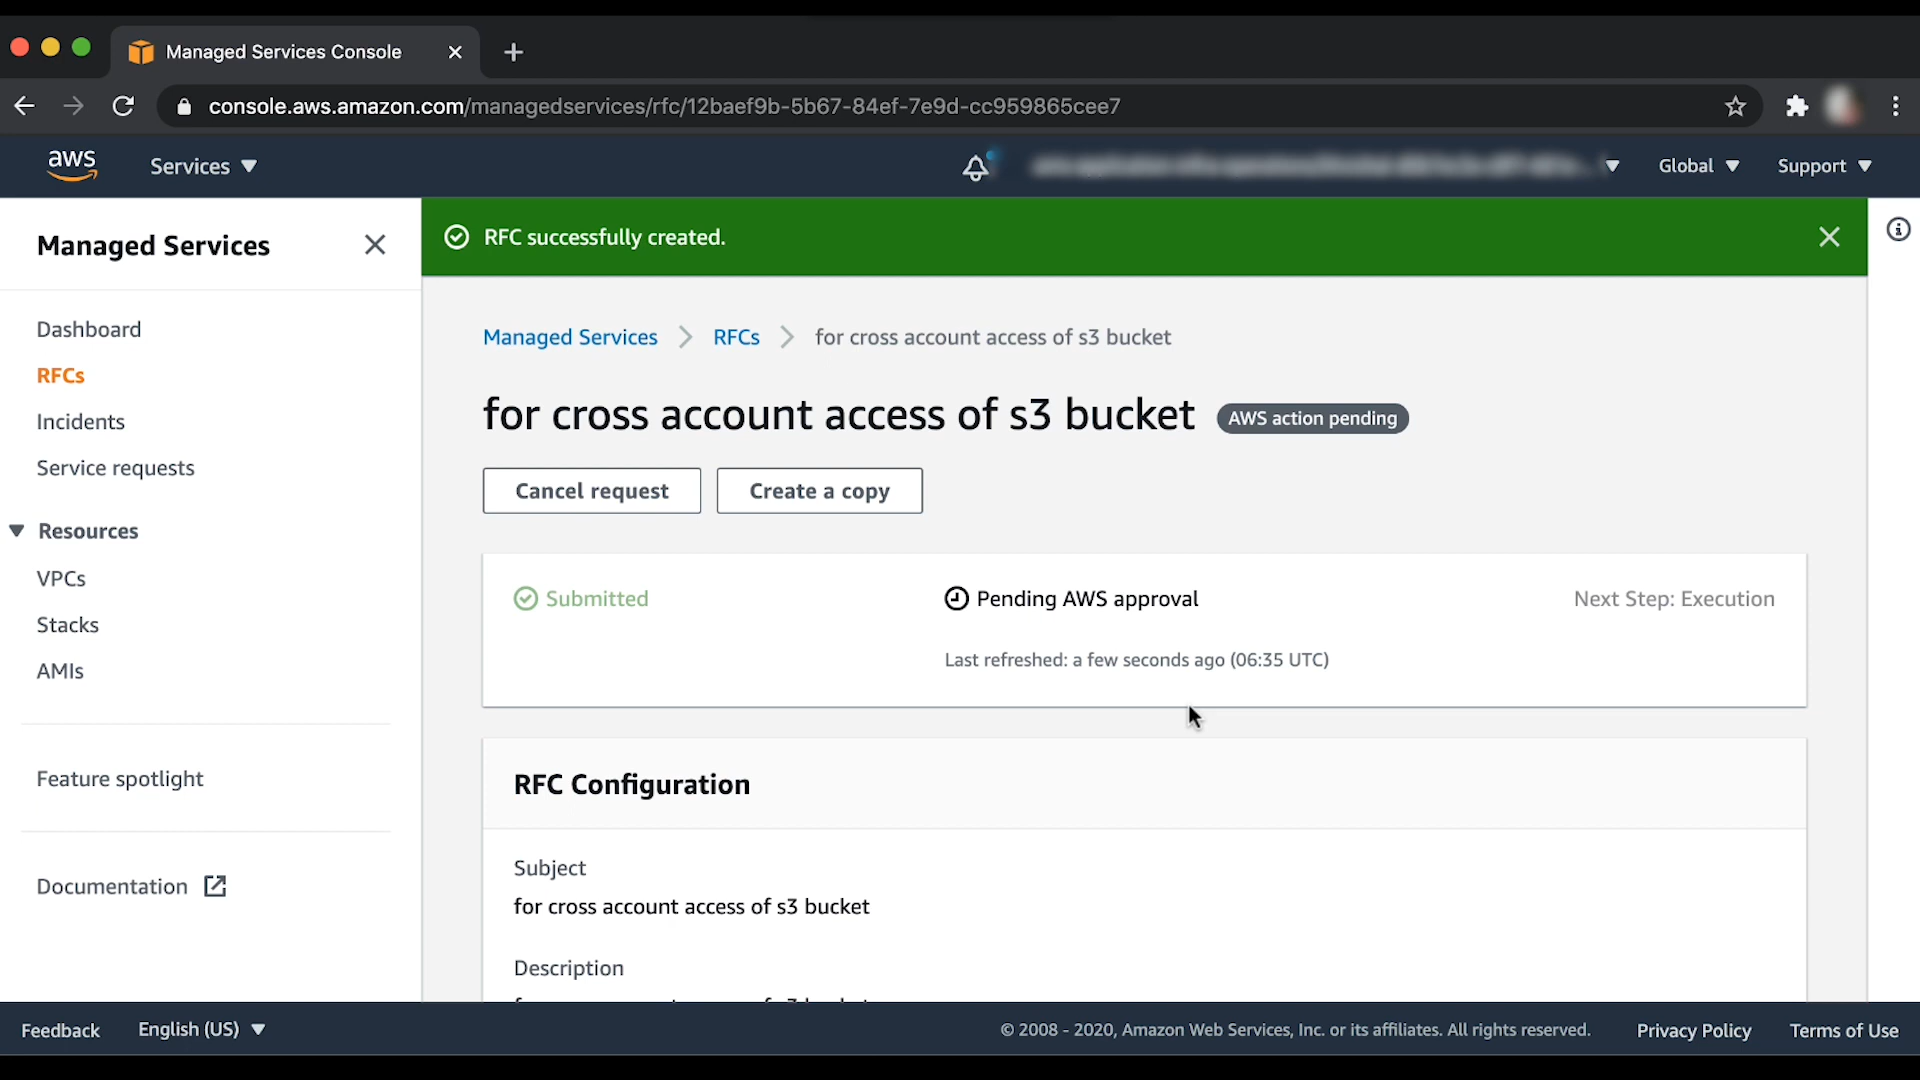 Managed Services Console
console.aws.amazon.com/managedservices/rfc/12baef9b-5b67-84ef-7e9d-cc959865cee7
aws Services Global Support
Managed Services
RFC successfully created.
Dashboard
RFCs
Incidents
Service requests
Resources
VPCs
Stacks
AMIs
Feature spotlight
Documentation
Managed Services RFCs for cross account access of s3 bucket
for cross account access of s3 bucket AWS action pending
Cancel request Create a copy
Submitted Pending AWS approval Next Step: Execution
Last refreshed: a few seconds ago (06:35 UTC)
RFC Configuration
Subject
for cross account access of s3 bucket
Description
Feedback English (US) © 2008 - 2020, Amazon Web Services, Inc. or its affiliates. All rights reserved. Privacy Policy Terms of Use